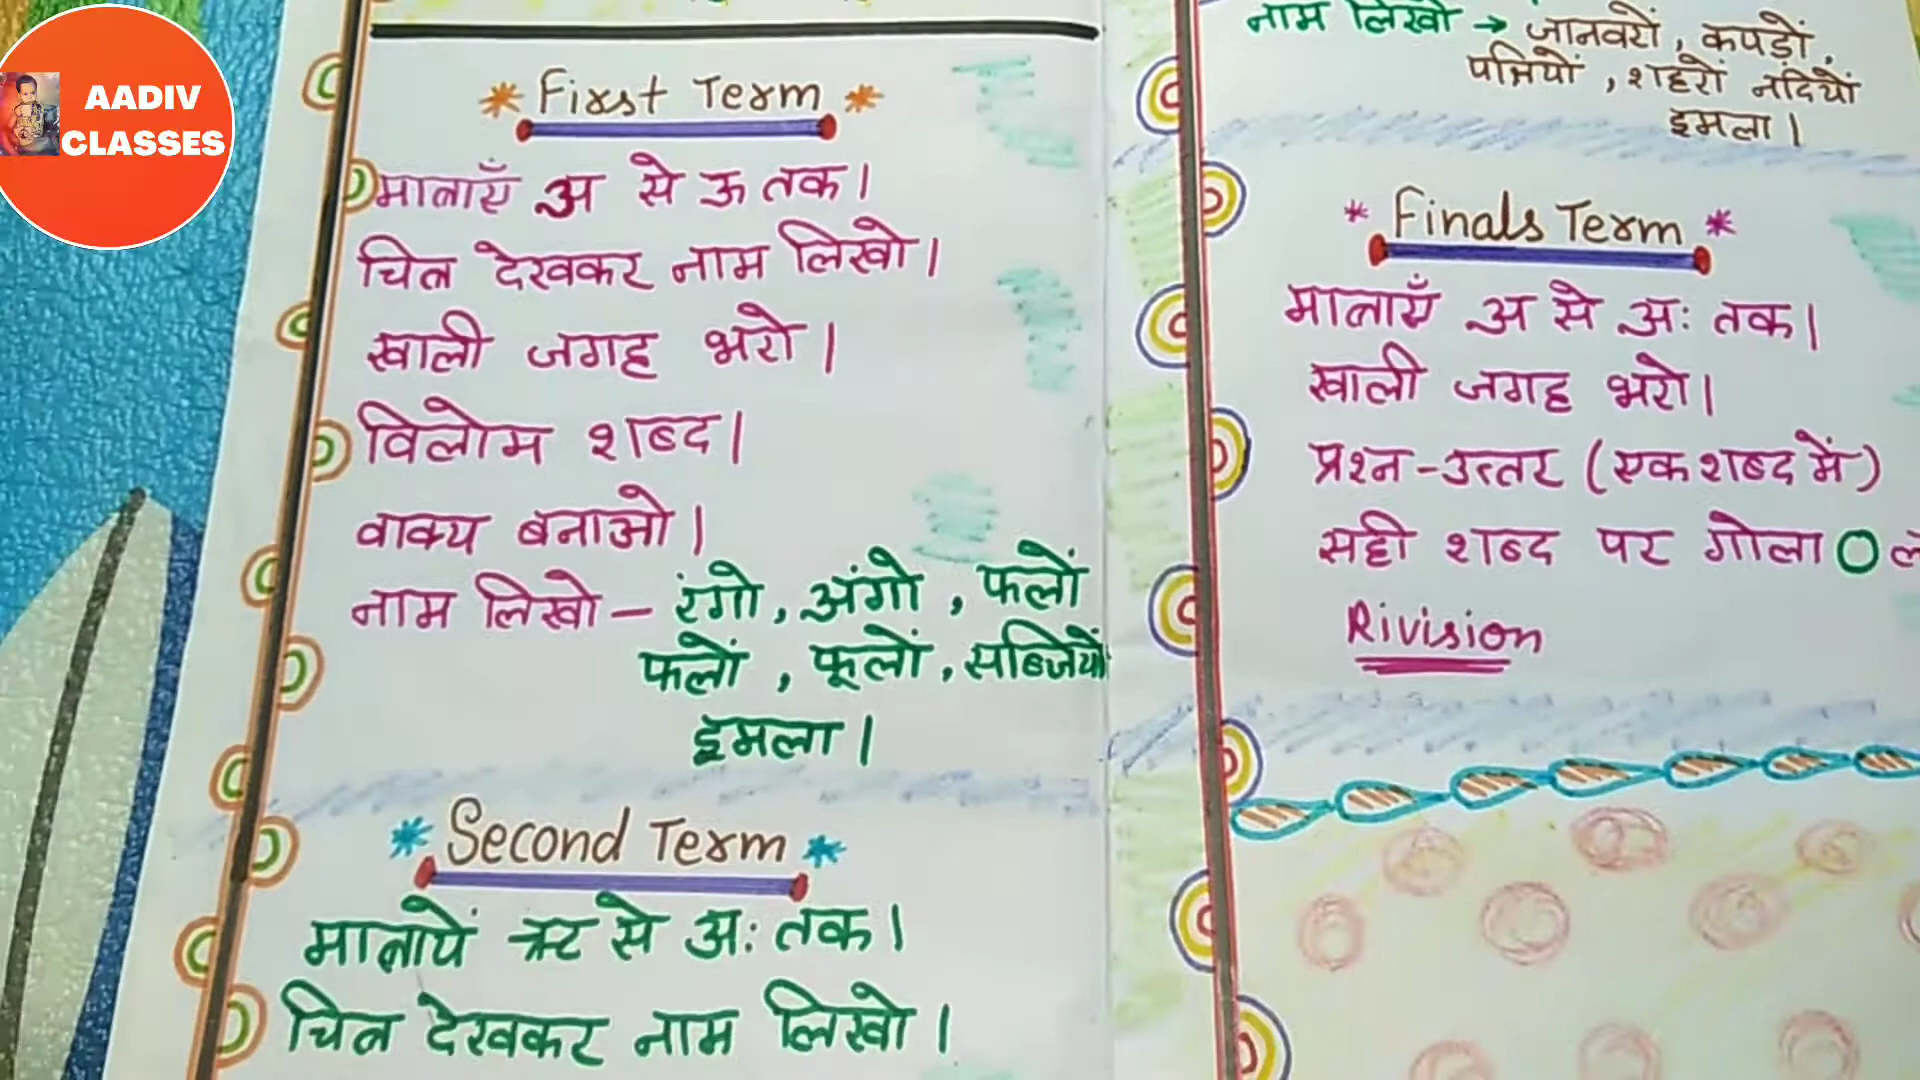 AADIV
CLASSES
First Term
मात्राएँ अ से ऊ तक।
चित्र देखकर नाम लिखो।
खाली जगह भरो।
विलोम शब्द।
वाक्य बनाओ।
नाम लिखो – रंगो, अंगो, फलों
फलों, फूलों, सब्जियों
इमला।
Second Term
मात्रायें ऋ से अः तक।
चित्र देखकर नाम लिखो।
नाम लिखो → जानवरों, कपड़ों,
पक्षियों, शहरों नदियों
इमला।
Finals Term
मात्राएँ अ से अः तक।
खाली जगह भरो।
प्रश्न-उत्तर (एक शब्द में)
सही शब्द पर गोला O
Rivision